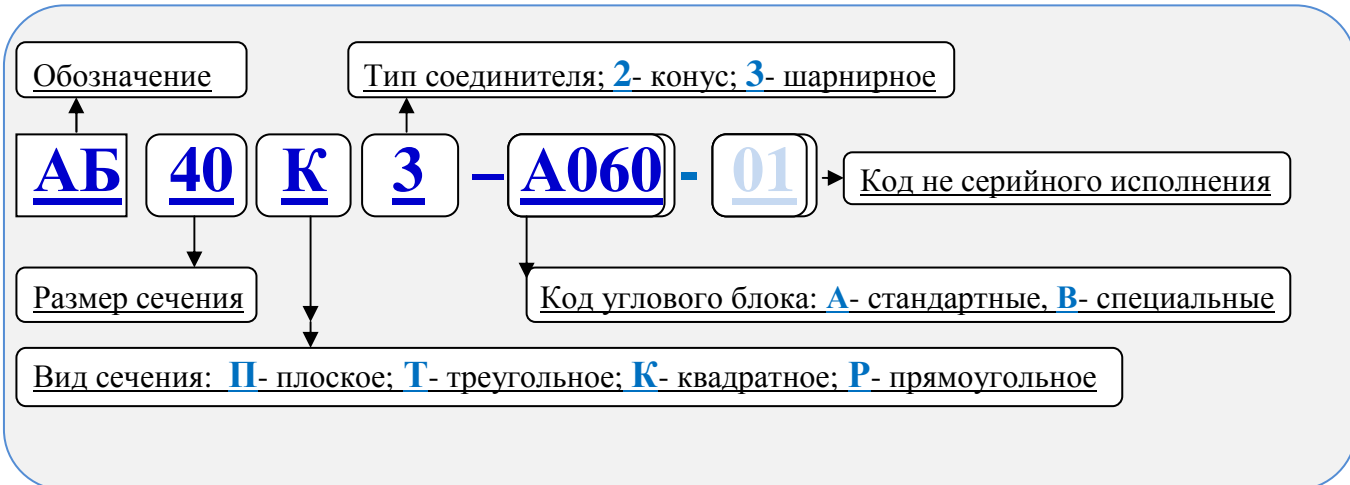 Обозначение
Тип соединителя; 2- конус; 3- шарнирное
АБ 40 К 3 – А060 - 01
Код не серийного исполнения
Размер сечения
Код углового блока: А- стандартные, В- специальные
Вид сечения: П- плоское; Т- треугольное; К- квадратное; Р- прямоугольное